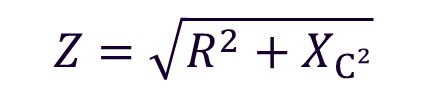 Z = √R² + X_C²